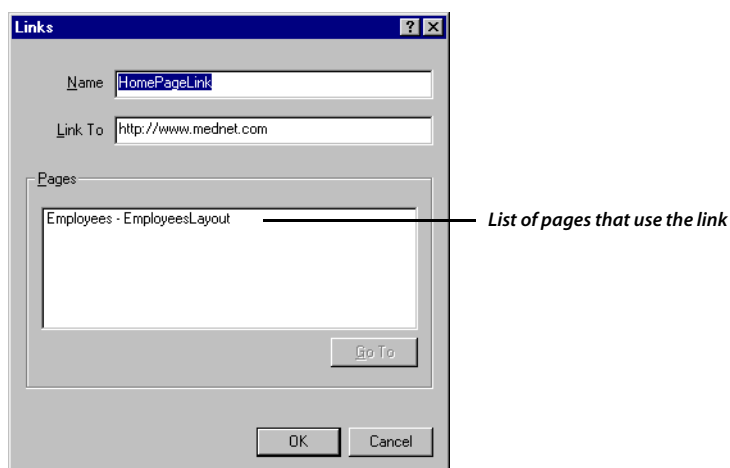 Links
Name HomePageLink
Link To http://www.mednet.com
Pages
Employees - EmployeesLayout
List of pages that use the link
Go To
OK Cancel